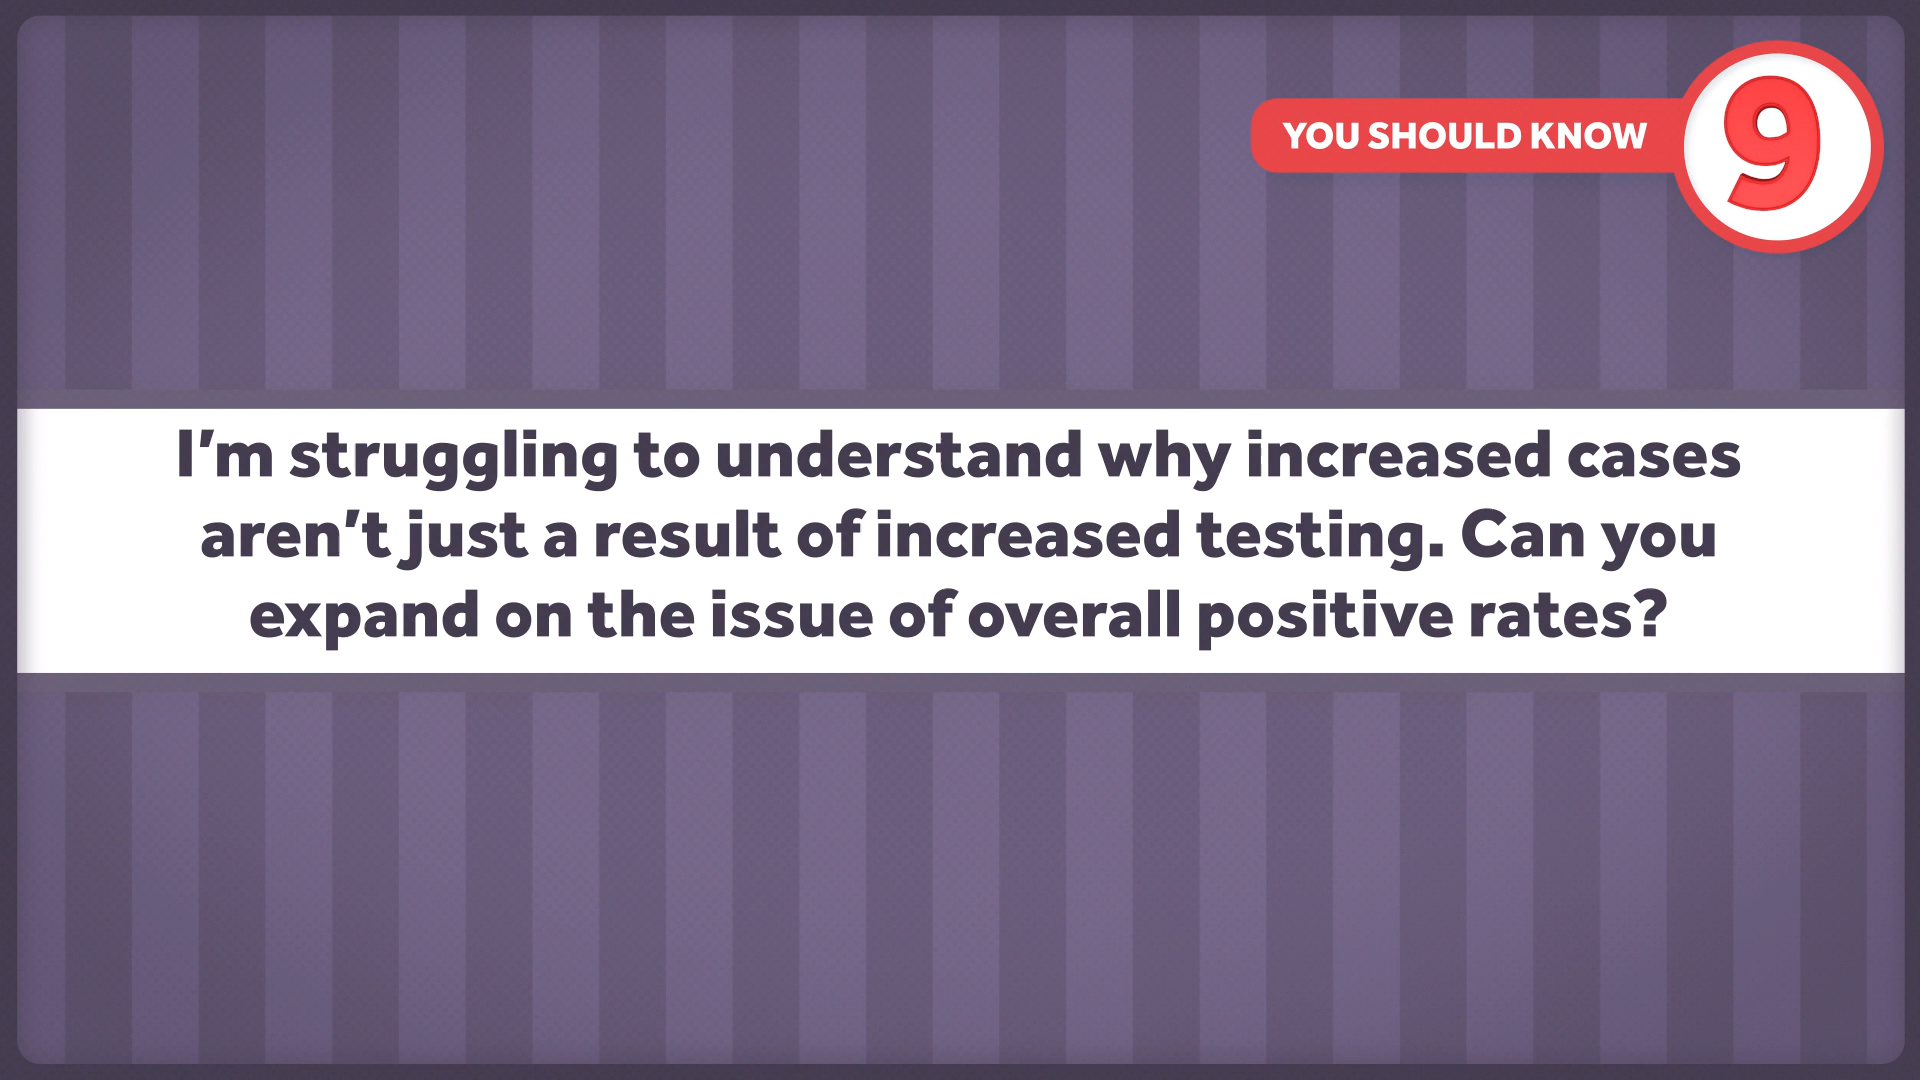 YOU SHOULD KNOW
9
I’m struggling to understand why increased cases
aren’t just a result of increased testing. Can you
expand on the issue of overall positive rates?